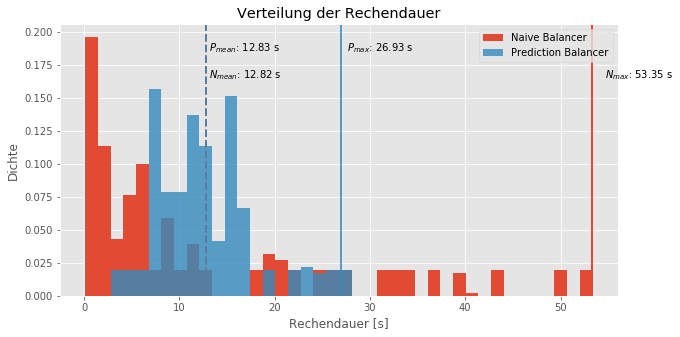 Verteilung der Rechendauer
Naive Balancer
Prediction Balancer
P_mean: 12.83 s
P_max: 26.93 s
N_mean: 12.82 s
N_max: 53.35 s
0.200
0.175
0.150
0.125
0.100
0.075
0.050
0.025
0.000
Dichte
0 10 20 30 40 50
Rechendauer [s]